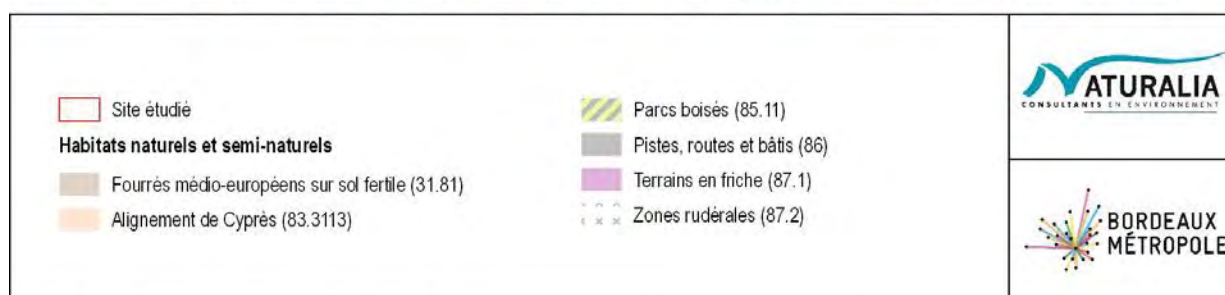 Site étudié
Habitats naturels et semi-naturels
Fourrés médio-européens sur sol fertile (31.81)
Alignement de Cyprès (83.3113)
Parcs boisés (85.11)
Pistes, routes et bâtis (86)
Terrains en friche (87.1)
Zones rudérales (87.2)
NATURALIA
CONSULTANTS EN ENVIRONNEMENT
BORDEAUX
MÉTROPOLE